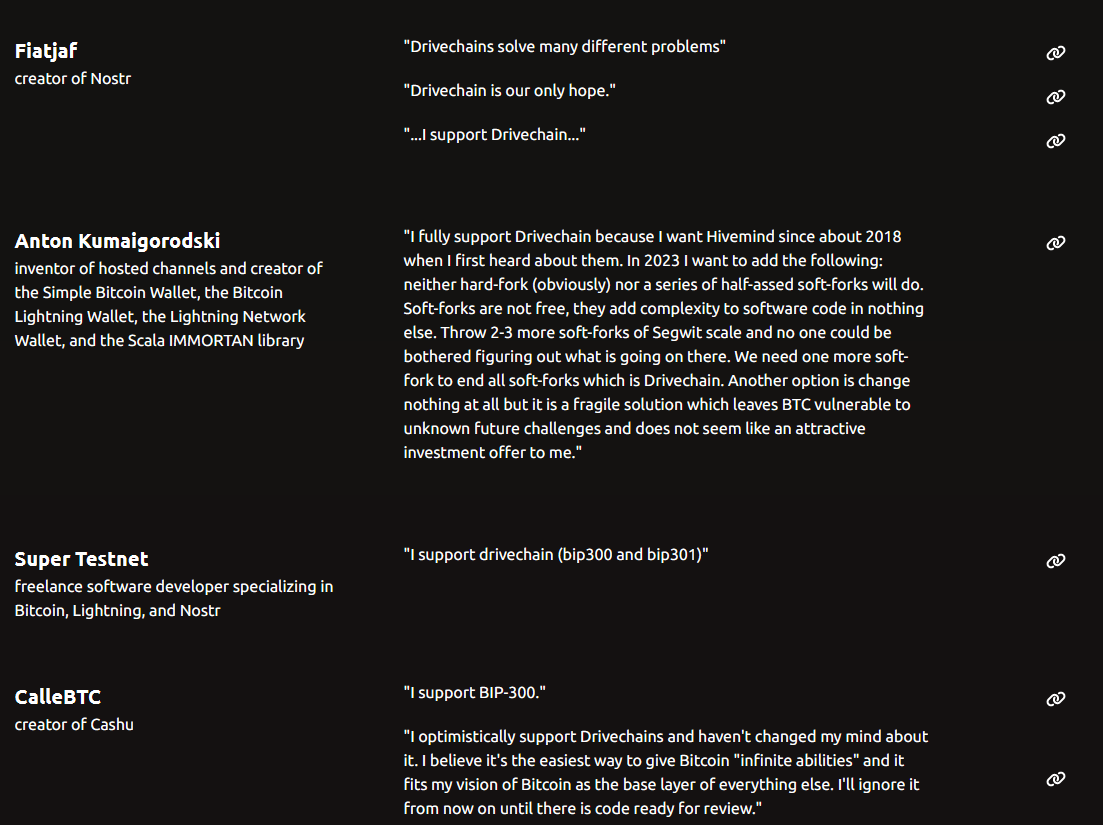 Fiatjaf
creator of Nostr
"Drivechains solve many different problems"
"Drivechain is our only hope."
"...I support Drivechain..."
Anton Kumaigorodski
inventor of hosted channels and creator of
the Simple Bitcoin Wallet, the Bitcoin
Lightning Wallet, the Lightning Network
Wallet, and the Scala IMMORTAN library
"I fully support Drivechain because I want Hivemind since about 2018
when I first heard about them. In 2023 I want to add the following:
neither hard-fork (obviously) nor a series of half-assed soft-forks will do.
Soft-forks are not free, they add complexity to software code in nothing
else. Throw 2-3 more soft-forks of Segwit scale and no one could be
bothered figuring out what is going on there. We need one more soft-
fork to end all soft-forks which is Drivechain. Another option is change
nothing at all but it is a fragile solution which leaves BTC vulnerable to
unknown future challenges and does not seem like an attractive
investment offer to me."
Super Testnet
freelance software developer specializing in
Bitcoin, Lightning, and Nostr
"I support drivechain (bip300 and bip301)"
CalleBTC
creator of Cashu
"I support BIP-300."
"I optimistically support Drivechains and haven't changed my mind about
it. I believe it's the easiest way to give Bitcoin "infinite abilities" and it
fits my vision of Bitcoin as the base layer of everything else. I'll ignore it
from now on until there is code ready for review."